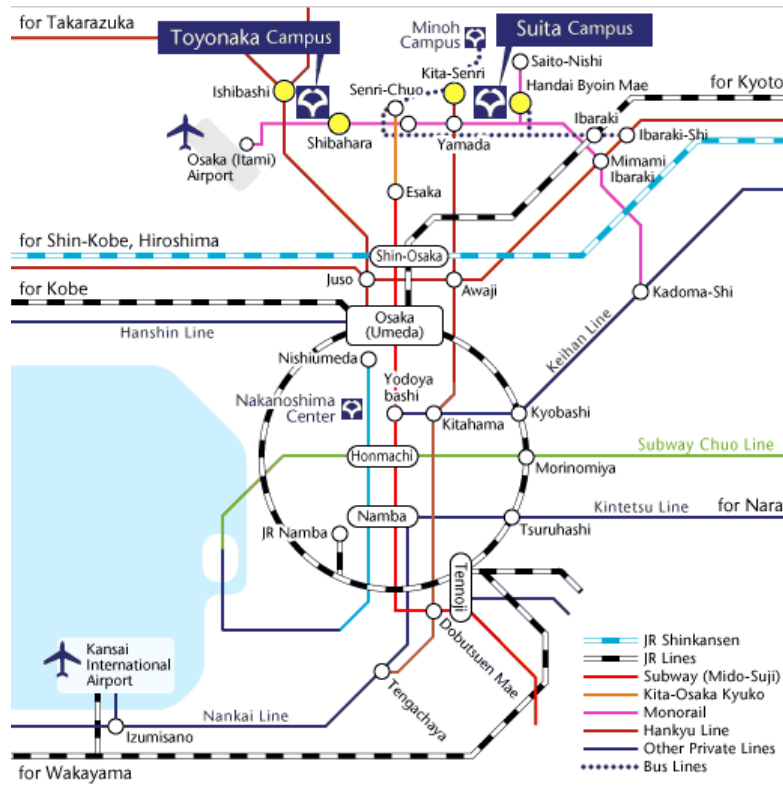 for Takarazuka
Toyonaka Campus
Minoh
Campus
Suita Campus
Saito-Nishi
Ishibashi
Senri-Chuo
Kita-Senri
Handai Byoin Mae
for Kyoto
Ibaraki
Shibahara
Yamada
Ibaraki-Shi
Osaka (Itami)
Airport
Mimami
Ibaraki
Esaka
for Shin-Kobe, Hiroshima
Shin-Osaka
Juso
Awaji
for Kobe
Kadoma-Shi
Osaka
(Umeda)
Hanshin Line
Keihan Line
Nishiumeda
Yodoya
bashi
Nakanoshima
Center
Kitahama
Kyobashi
Subway Chuo Line
Honmachi
Morinomiya
Kintetsu Line
for Nara
Namba
JR Namba
Tsuruhashi
Tennoji
Dobutsuen Mae
Kansai
International
Airport
Tengachaya
Nankai Line
Izumisano
for Wakayama
JR Shinkansen
JR Lines
Subway (Mido-Suji)
Kita-Osaka Kyuko
Monorail
Hankyu Line
Other Private Lines
Bus Lines